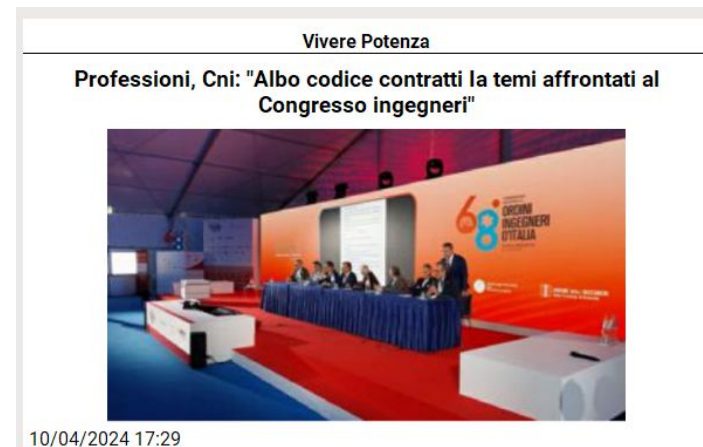 Vivere Potenza
Professioni, Cni: "Albo codice contratti Ia temi affrontati al
Congresso ingegneri"
68°
ORDINI
INGEGNERI
D'ITALIA
10/04/2024 17:29